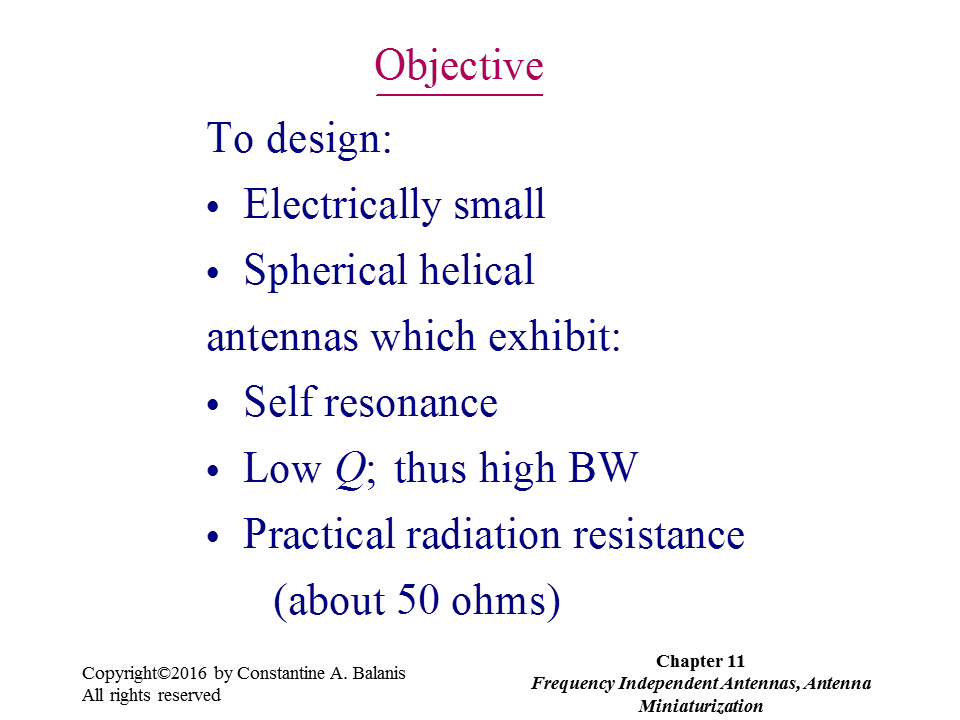 Objective
To design:
• Electrically small
• Spherical helical
antennas which exhibit:
• Self resonance
• Low Q; thus high BW
• Practical radiation resistance
(about 50 ohms)
Copyright©2016 by Constantine A. Balanis
All rights reserved
Chapter 11
Frequency Independent Antennas, Antenna
Miniaturization